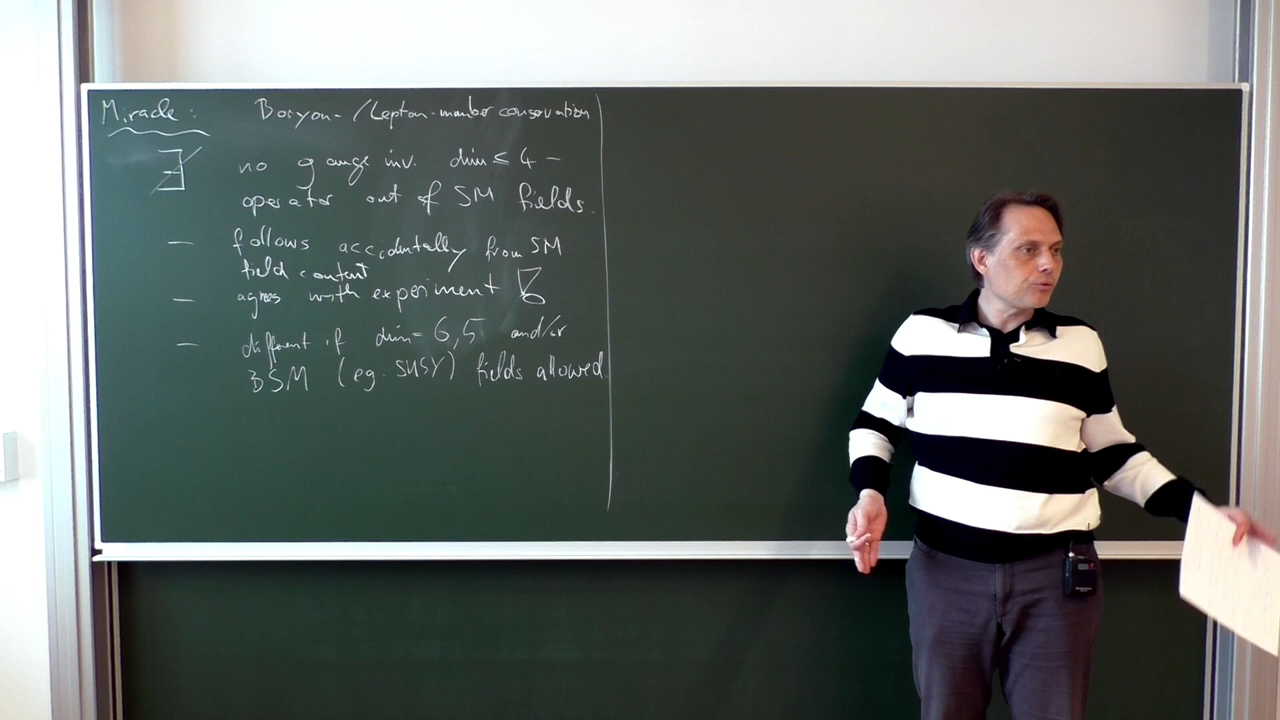 Miracle: Baryon-/Lepton-number conservation
∄ no gauge inv. dim ≤ 4 -
operator out of SM fields.
- follows accidentally from SM
field content
- agrees with experiment
- different if dim = 6,5 and/or
BSM (eg. SUSY) fields allowed.